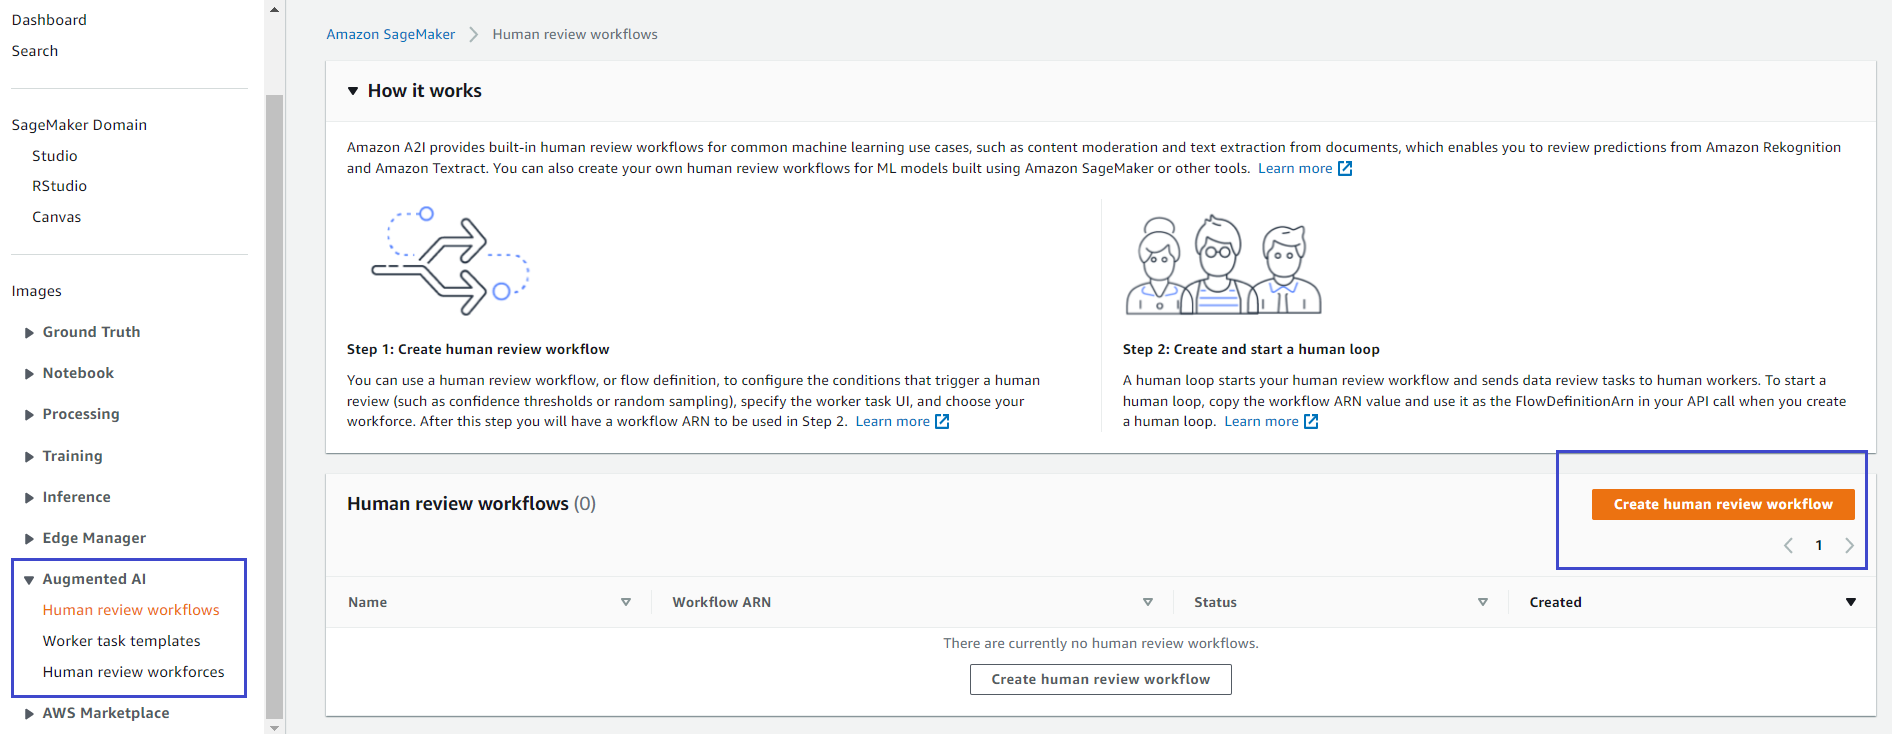 Dashboard
Search
SageMaker Domain
Studio
RStudio
Canvas
Images
Ground Truth
Notebook
Processing
Training
Inference
Edge Manager
Augmented AI
Human review workflows
Worker task templates
Human review workforces
AWS Marketplace
Amazon SageMaker > Human review workflows
How it works
Amazon A2I provides built-in human review workflows for common machine learning use cases, such as content moderation and text extraction from documents, which enables you to review predictions from Amazon Rekognition
and Amazon Textract. You can also create your own human review workflows for ML models built using Amazon SageMaker or other tools. Learn more
Step 1: Create human review workflow
You can use a human review workflow, or flow definition, to configure the conditions that trigger a human
review (such as confidence thresholds or random sampling), specify the worker task UI, and choose your
workforce. After this step you will have a workflow ARN to be used in Step 2. Learn more
Step 2: Create and start a human loop
A human loop starts your human review workflow and sends data review tasks to human workers. To start a
human loop, copy the workflow ARN value and use it as the FlowDefinitionArn in your API call when you create
a human loop. Learn more
Human review workflows (0)
Create human review workflow
< 1 >
Name Workflow ARN Status Created
There are currently no human review workflows.
Create human review workflow